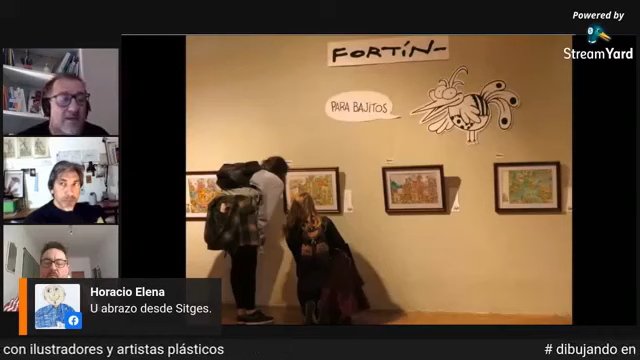 Powered by
StreamYard
FORTÍN
PARA BAJITOS
Horacio Elena
U abrazo desde Sitges.
con ilustradores y artistas plásticos
# dibujando en